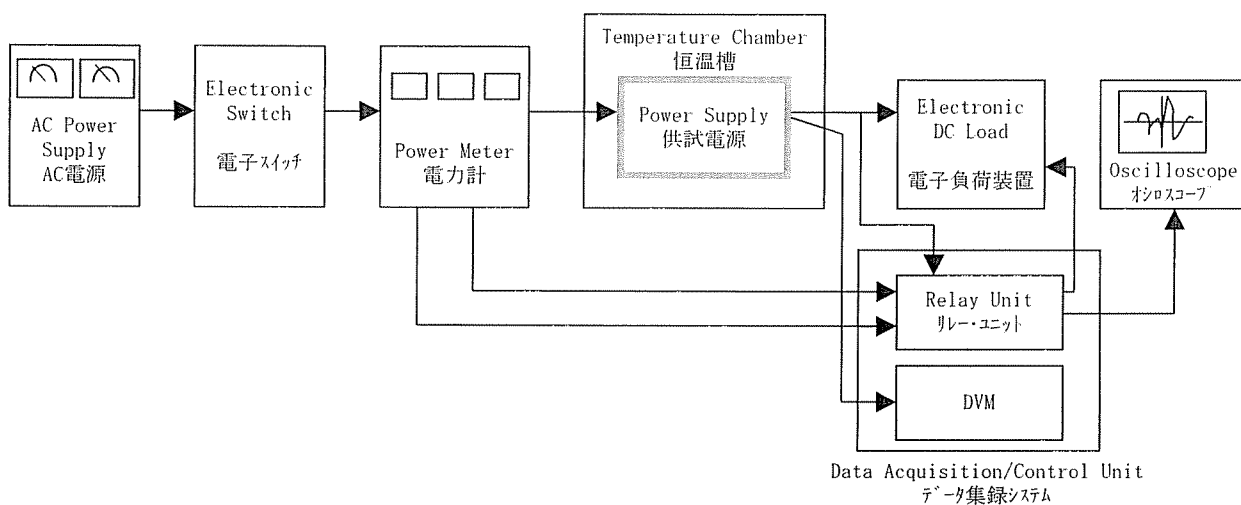 AC Power
Supply
AC電源
Electronic
Switch
電子スイッチ
Power Meter
電力計
Temperature Chamber
恒温槽
Power Supply
供試電源
Electronic
DC Load
電子負荷装置
Oscilloscope
オシロスコープ
Relay Unit
リレー・ユニット
DVM
Data Acquisition/Control Unit
データ集録システム